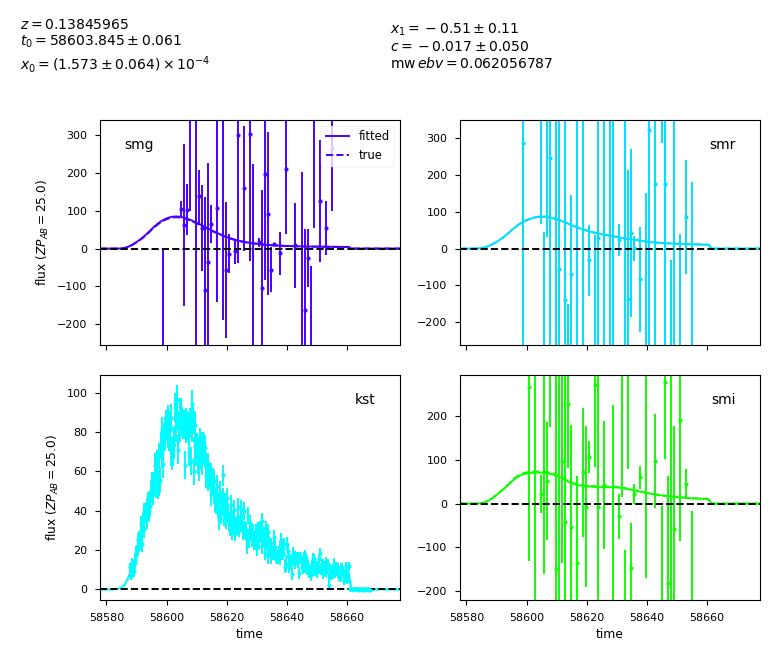 z = 0.13845965
t₀ = 58603.845 ± 0.061
x₀ = (1.573 ± 0.064) × 10⁻⁴
x₁ = −0.51 ± 0.11
c = −0.017 ± 0.050
mw ebv = 0.062056787
smg
fitted
true
300
200
100
0
−100
−200
flux (ZP_AB = 25.0)
smr
300
200
100
0
−100
−200
kst
100
80
60
40
20
0
flux (ZP_AB = 25.0)
58580 58600 58620 58640 58660
time
smi
200
100
0
−100
−200
58580 58600 58620 58640 58660
time